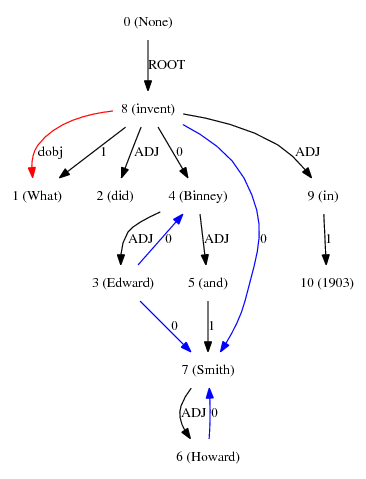 0 (None)
ROOT
8 (invent)
dobj 1 ADJ 0 ADJ
1 (What) 2 (did) 4 (Binney) 9 (in)
ADJ 0 ADJ 0 1
3 (Edward) 5 (and) 10 (1903)
0 1
7 (Smith)
ADJ 0
6 (Howard)